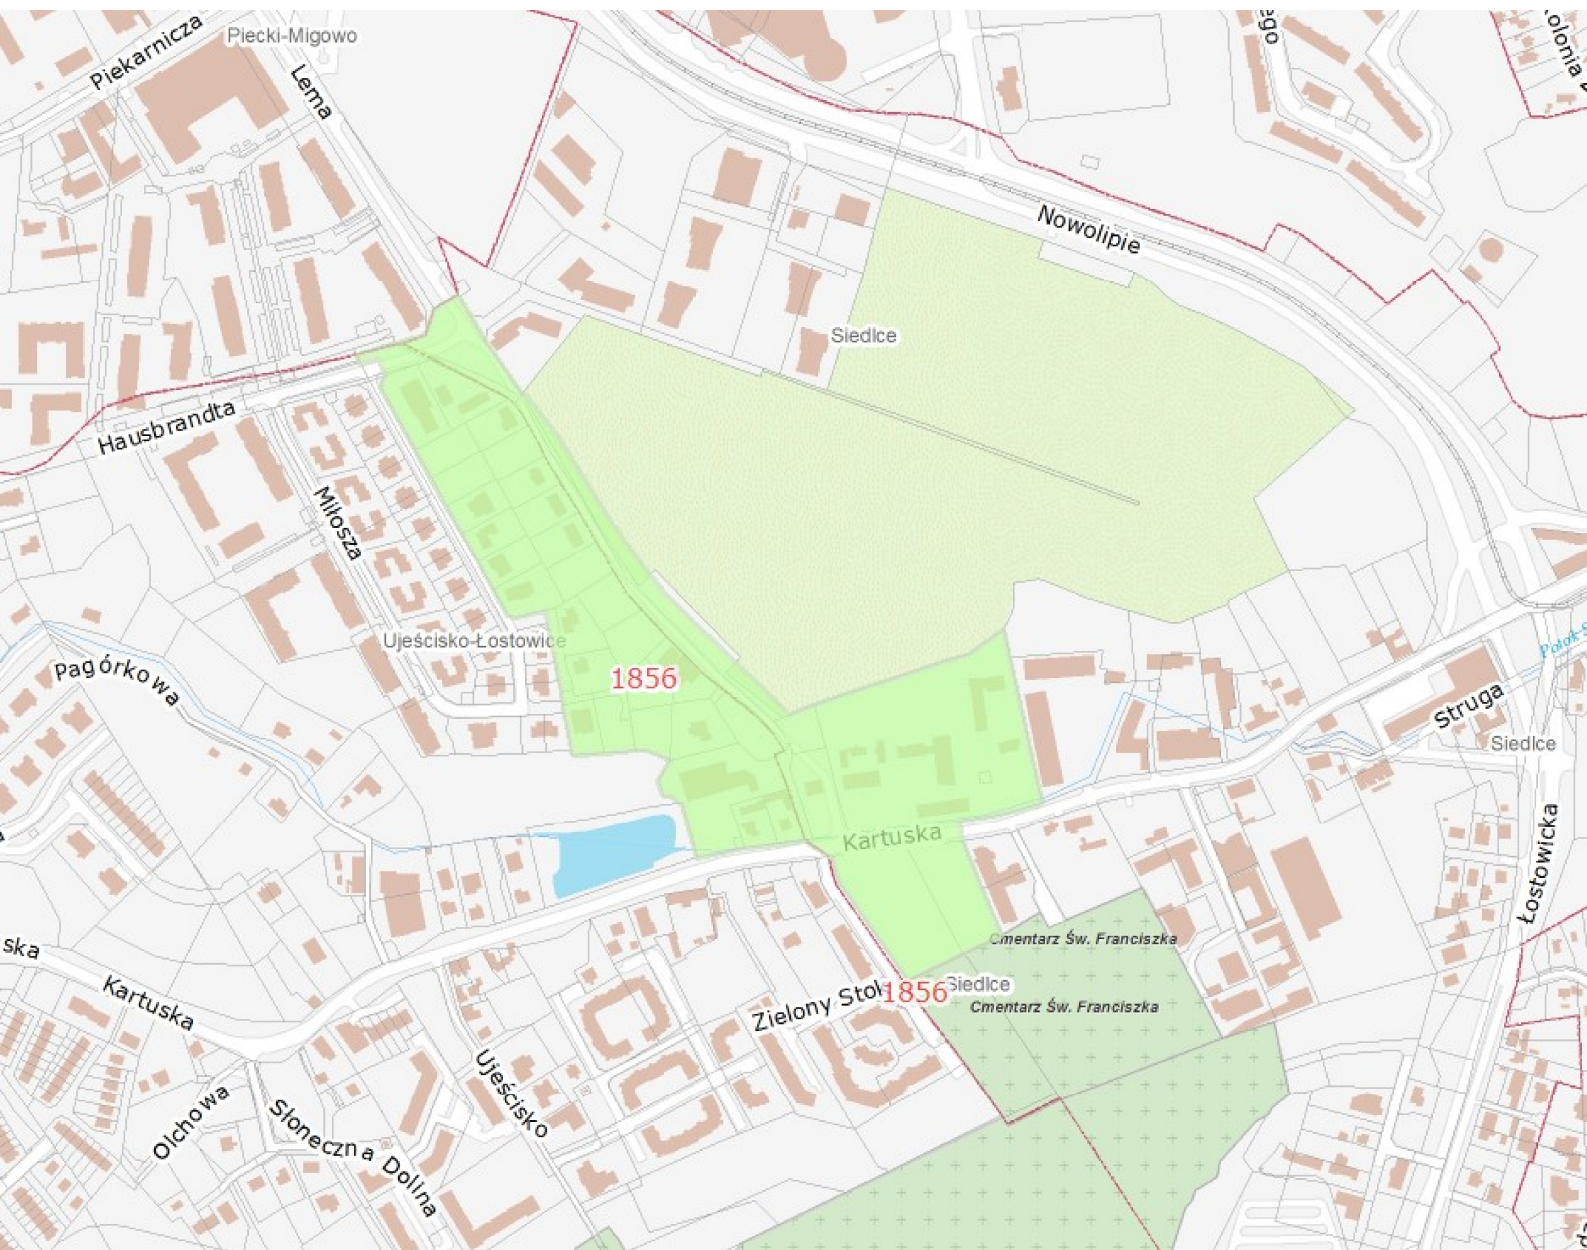 Piekarnicza
Piecki-Migowo
Lema
Nowolipie
Siedlce
Hausbrandta
Miłosza
Ujeścisko-Łostowice
1856
Pagórkowa
Struga
Siedlce
Kartuska
Łostowicka
Cmentarz Św. Franciszka
Siedlce
1856
Cmentarz Św. Franciszka
Zielony Stok
Kartuska
Ujeścisko
Olchowa
Słoneczna Dolina